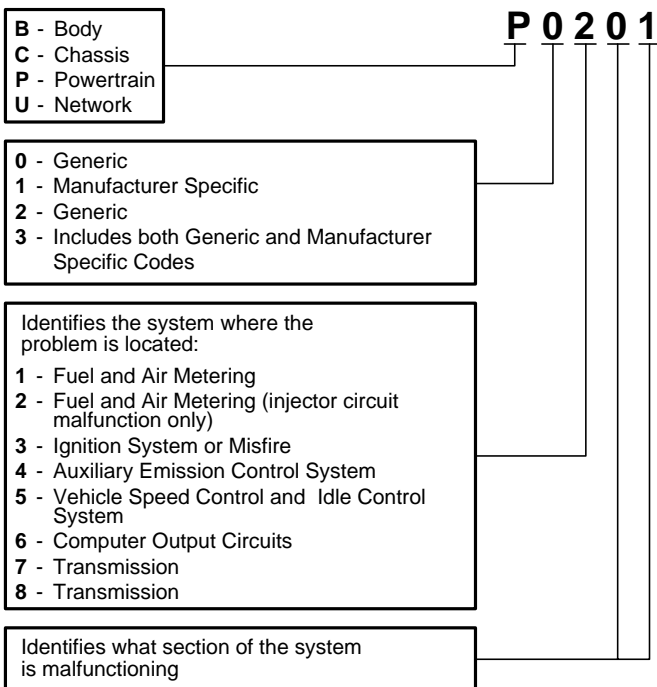 P 0 2 0 1
B - Body
C - Chassis
P - Powertrain
U - Network
0 - Generic
1 - Manufacturer Specific
2 - Generic
3 - Includes both Generic and Manufacturer
Specific Codes
Identifies the system where the
problem is located:
1 - Fuel and Air Metering
2 - Fuel and Air Metering (injector circuit
malfunction only)
3 - Ignition System or Misfire
4 - Auxiliary Emission Control System
5 - Vehicle Speed Control and Idle Control
System
6 - Computer Output Circuits
7 - Transmission
8 - Transmission
Identifies what section of the system
is malfunctioning